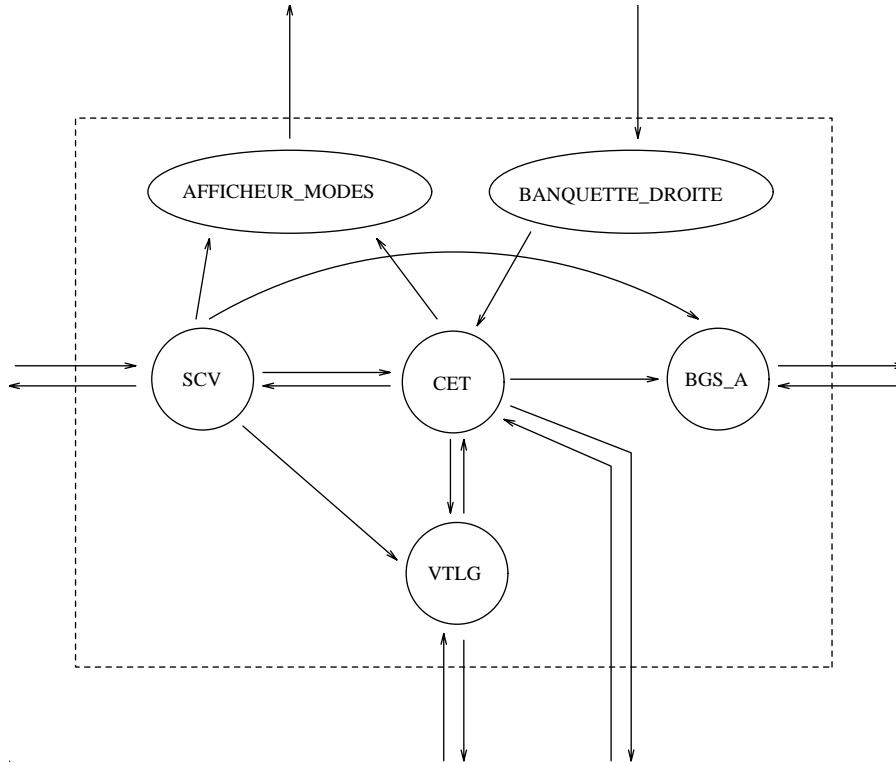 AFFICHEUR_MODES
BANQUETTE_DROITE
SCV
CET
BGS_A
VTLG